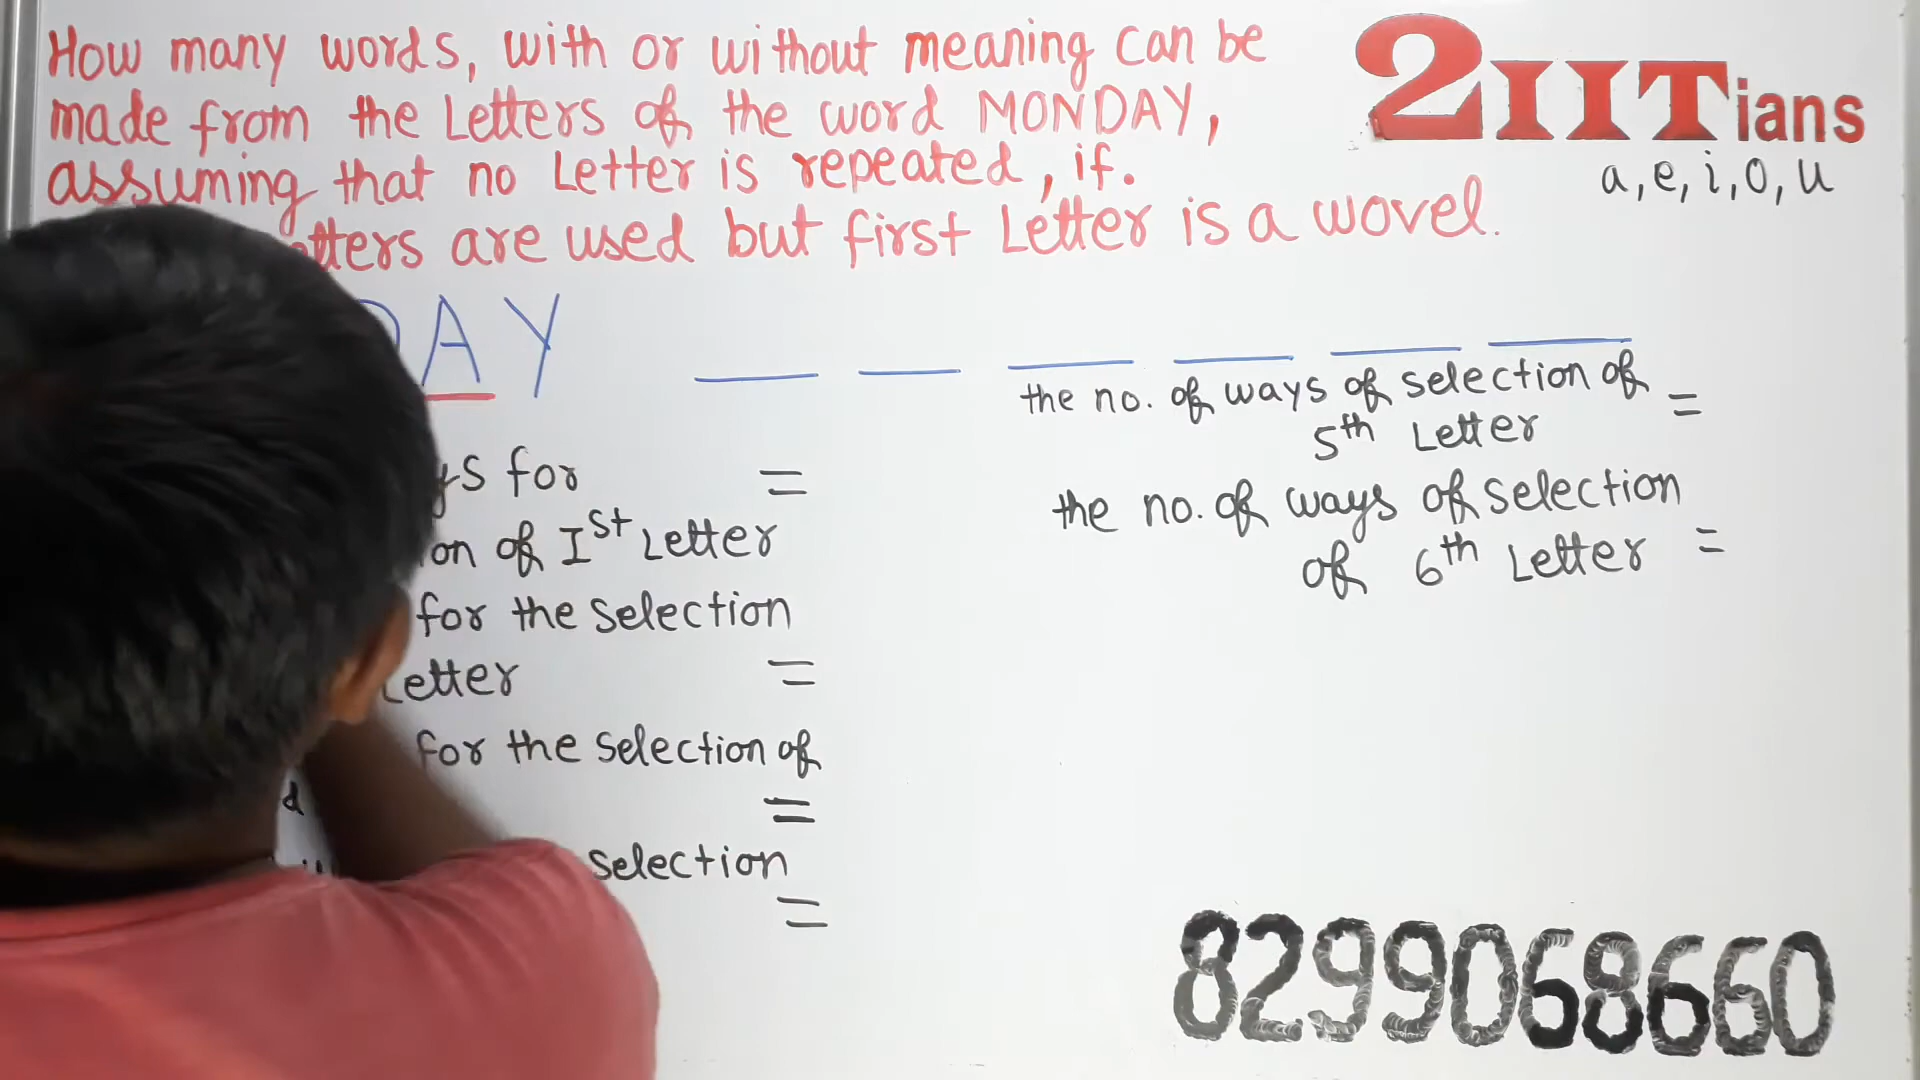 How many words, with or without meaning can be
made from the Letters of the word MONDAY,
assuming that no Letter is repeated, if.
are used but first Letter is a wovel.
2IITians
a, e, i, o, u
AY
the no. of ways of selection of =
5th Letter
the no. of ways of selection
of 6th Letter =
for =
of Ist Letter
for the selection
Letter =
for the selection of
=
selection
=
8299068660